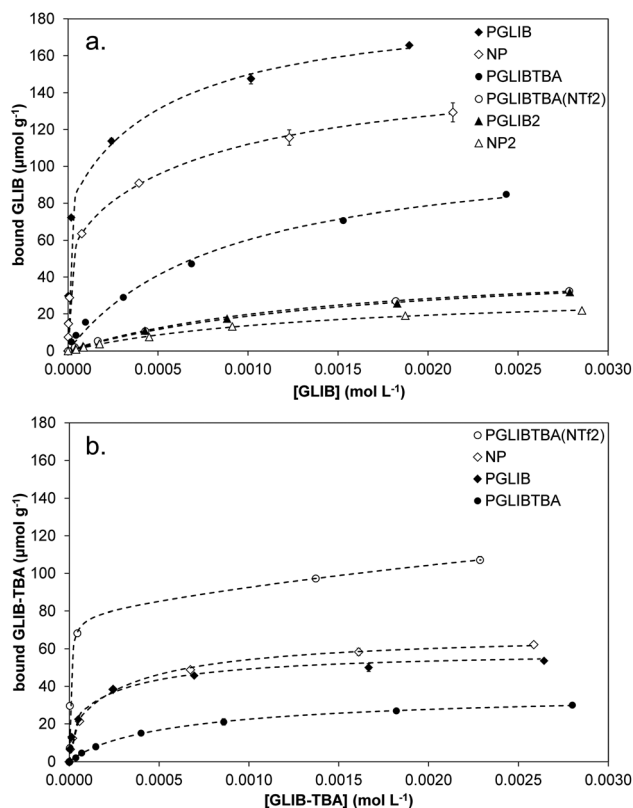 a.
PGLIB
NP
PGLIBTBA
PGLIBTBA(NTf2)
PGLIB2
NP2
bound GLIB (µmol g⁻¹)
180
160
140
120
100
80
60
40
20
0
0.0000 0.0005 0.0010 0.0015 0.0020 0.0025 0.0030
[GLIB] (mol L⁻¹)
b.
PGLIBTBA(NTf2)
NP
PGLIB
PGLIBTBA
bound GLIB-TBA (µmol g⁻¹)
180
160
140
120
100
80
60
40
20
0
0.0000 0.0005 0.0010 0.0015 0.0020 0.0025 0.0030
[GLIB-TBA] (mol L⁻¹)